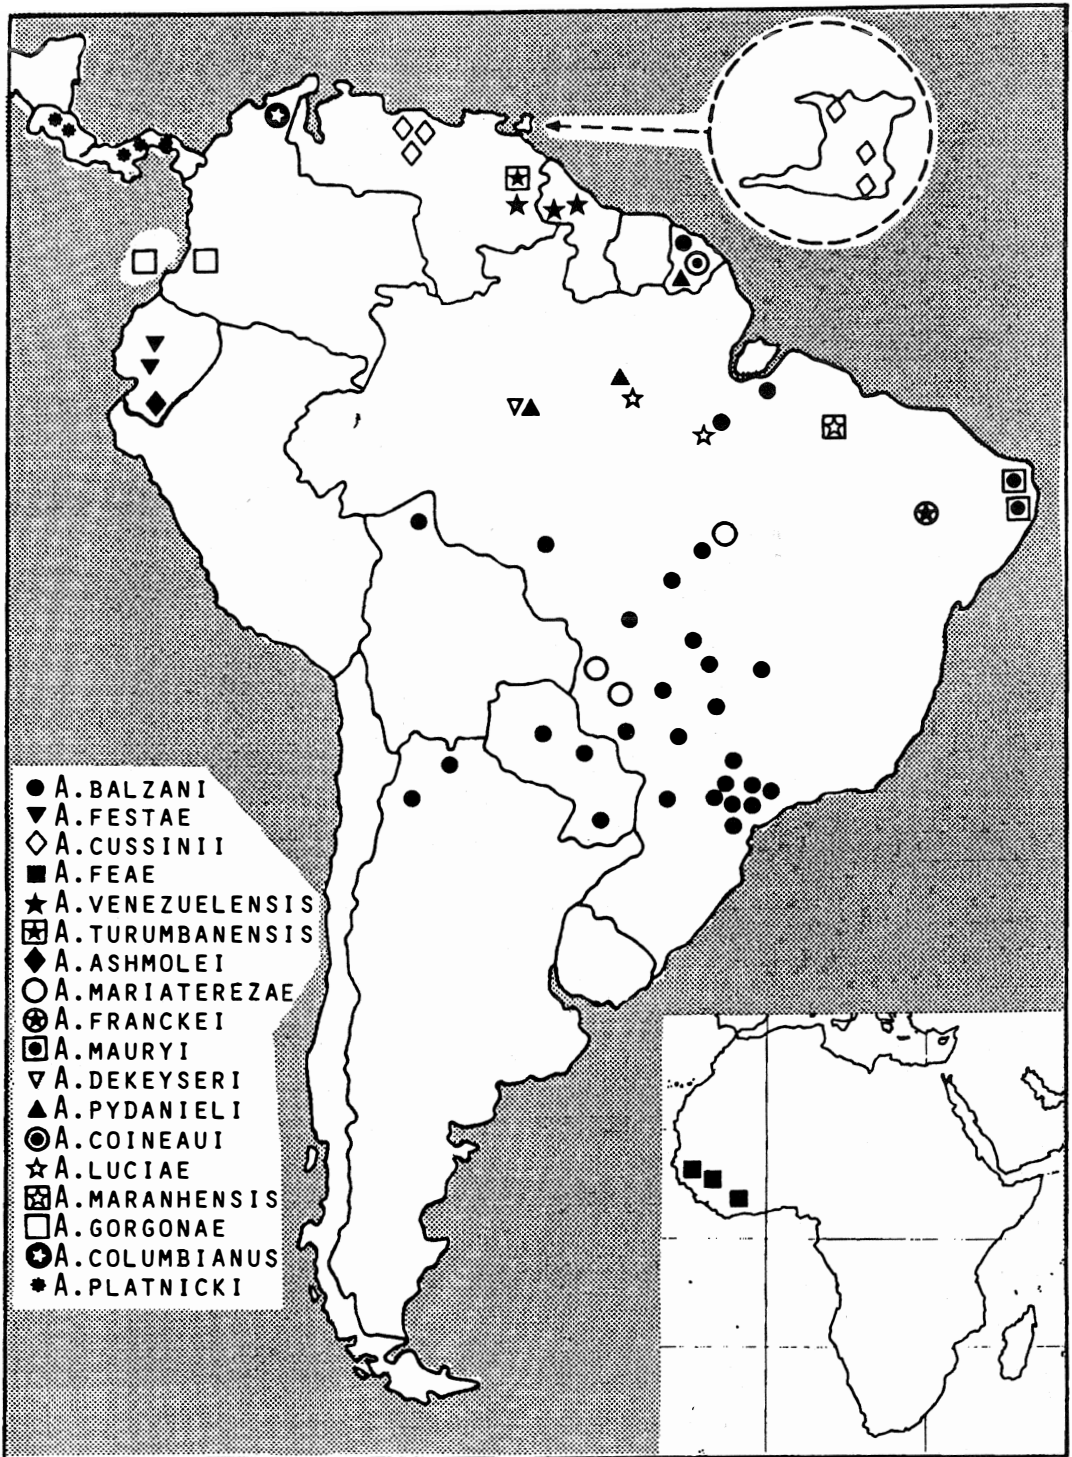 A. BALZANI
A. FESTAE
A. CUSSINII
A. FEAE
A. VENEZUELENSIS
A. TURUMBANENSIS
A. ASHMOLEI
A. MARIATEREZAE
A. FRANCKEI
A. MAURYI
A. DEKEYSERI
A. PYDANIELI
A. COINEAUI
A. LUCIAE
A. MARANHENSIS
A. GORGONAE
A. COLUMBIANUS
A. PLATNICKI